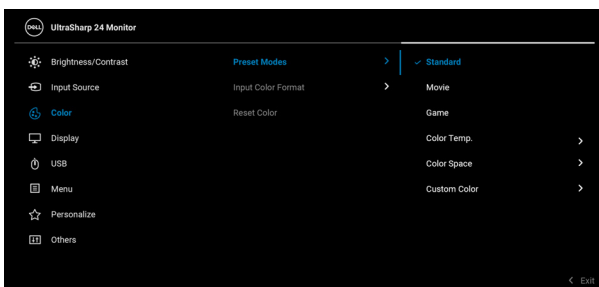 DELL UltraSharp 24 Monitor
Brightness/Contrast Preset Modes Standard
Input Source Input Color Format Movie
Color Reset Color Game
Display Color Temp.
USB Color Space
Menu Custom Color
Personalize
Others
Exit